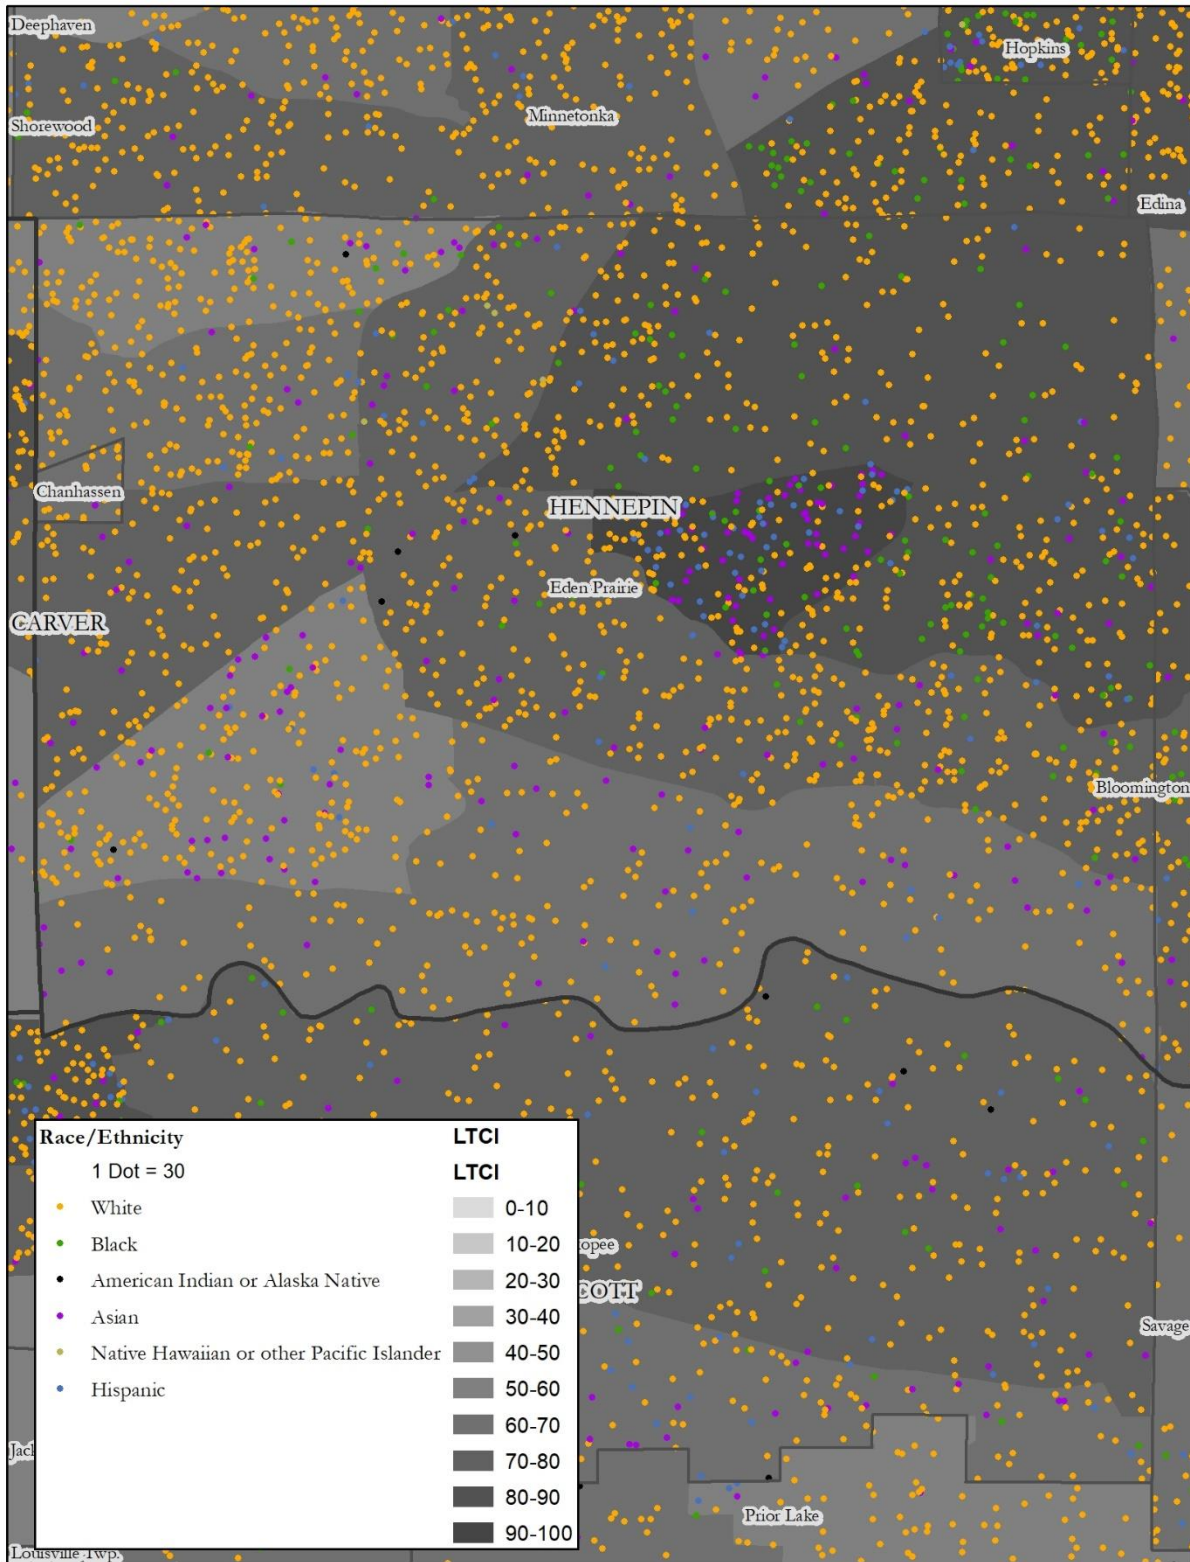 Deephaven
Hopkins
Minnetonka
Shorewood
Edina
Chanhassen
HENNEPIN
Eden Prairie
CARVER
Bloomington
opee
COTT
Savage
Jack
Prior Lake
Louisville Twp.
Race/Ethnicity
1 Dot = 30
White
Black
American Indian or Alaska Native
Asian
Native Hawaiian or other Pacific Islander
Hispanic
LTCI
LTCI
0-10
10-20
20-30
30-40
40-50
50-60
60-70
70-80
80-90
90-100